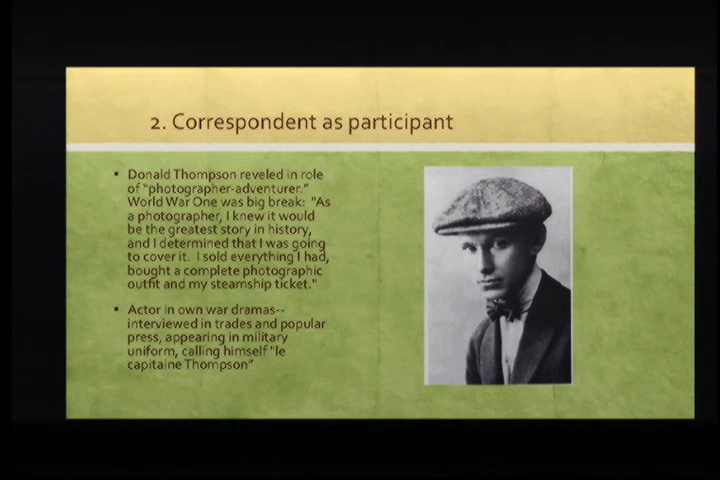 2. Correspondent as participant
▪ Donald Thompson reveled in role
of "photographer-adventurer."
World War One was big break: "As
a photographer, I knew it would
be the greatest story in history,
and I determined that I was going
to cover it. I sold everything I had,
bought a complete photographic
outfit and my steamship ticket."
▪ Actor in own war dramas--
interviewed in trades and popular
press, appearing in military
uniform, calling himself "le
capitaine Thompson"